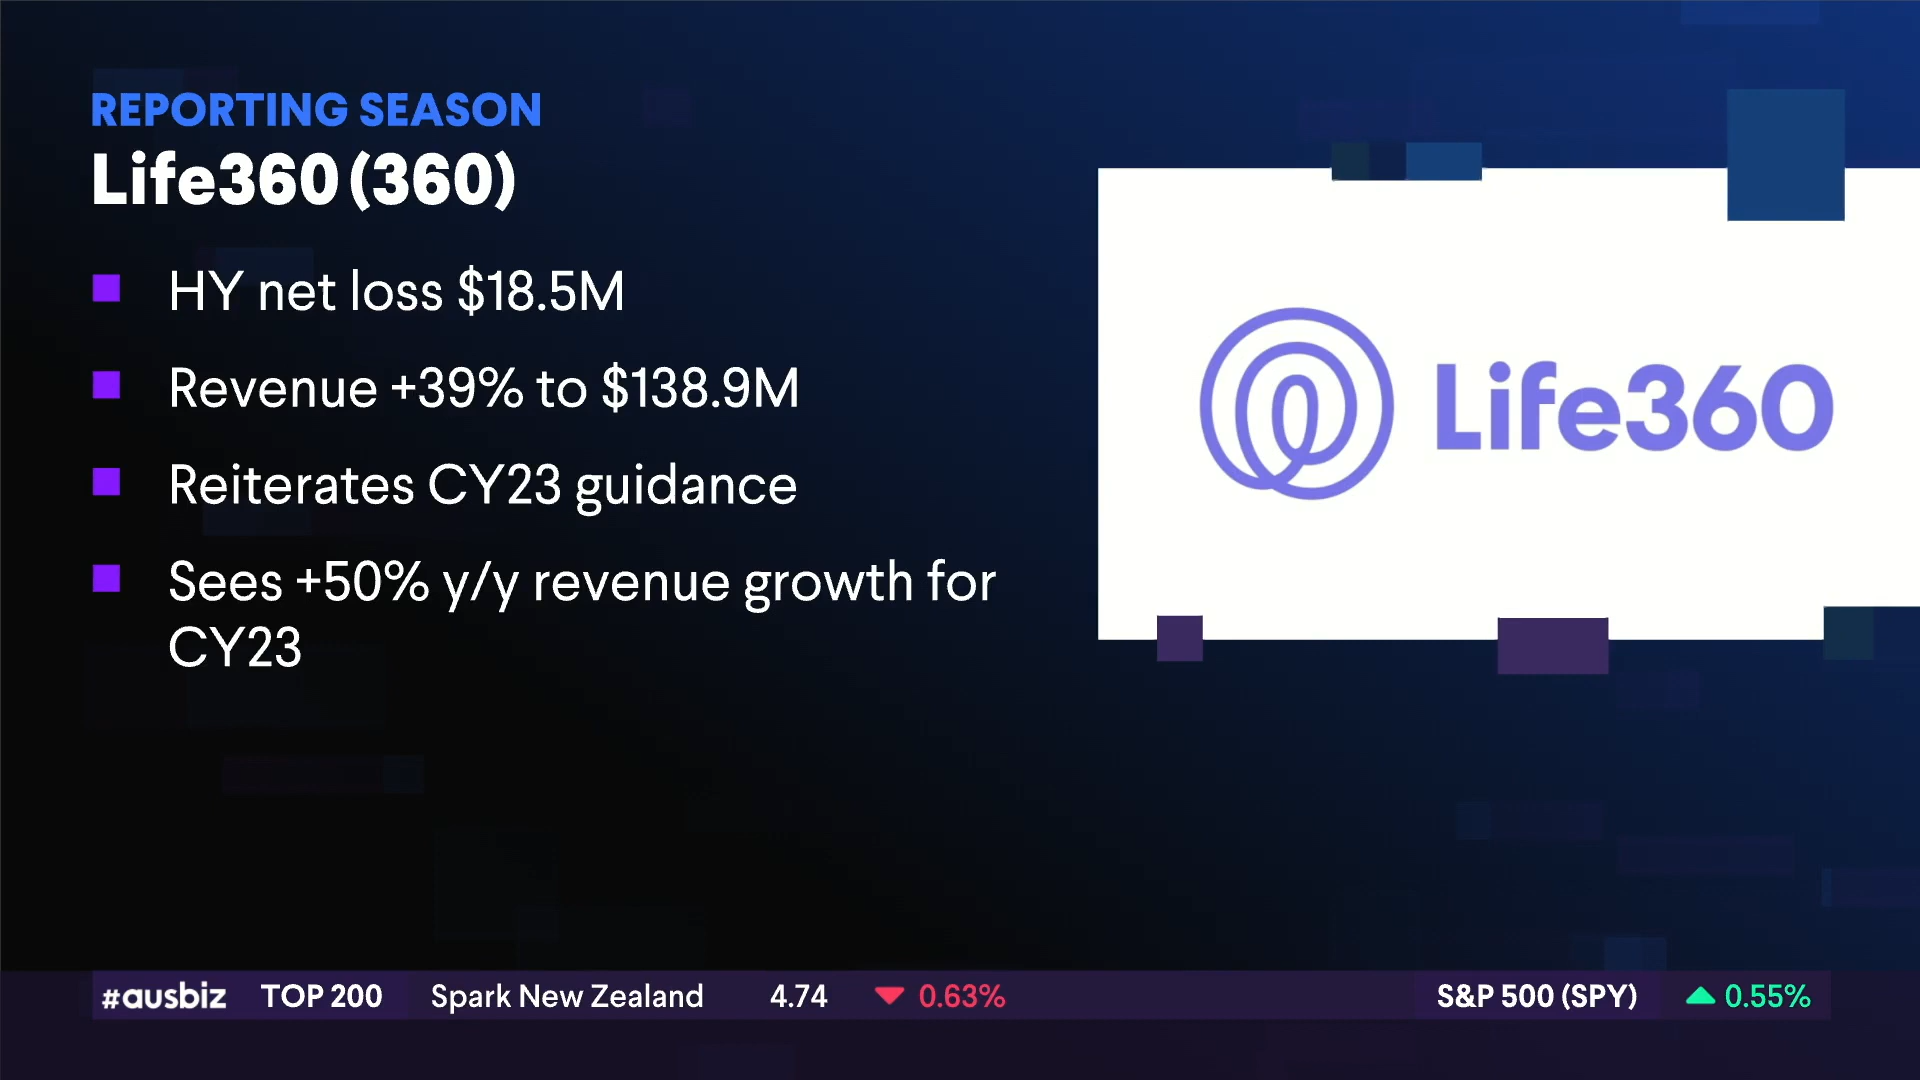 REPORTING SEASON
Life360 (360)
HY net loss $18.5M
Revenue +39% to $138.9M
Reiterates CY23 guidance
Sees +50% y/y revenue growth for
CY23
Life360
#ausbiz TOP 200 Spark New Zealand 4.74 0.63% S&P 500 (SPY) 0.55%